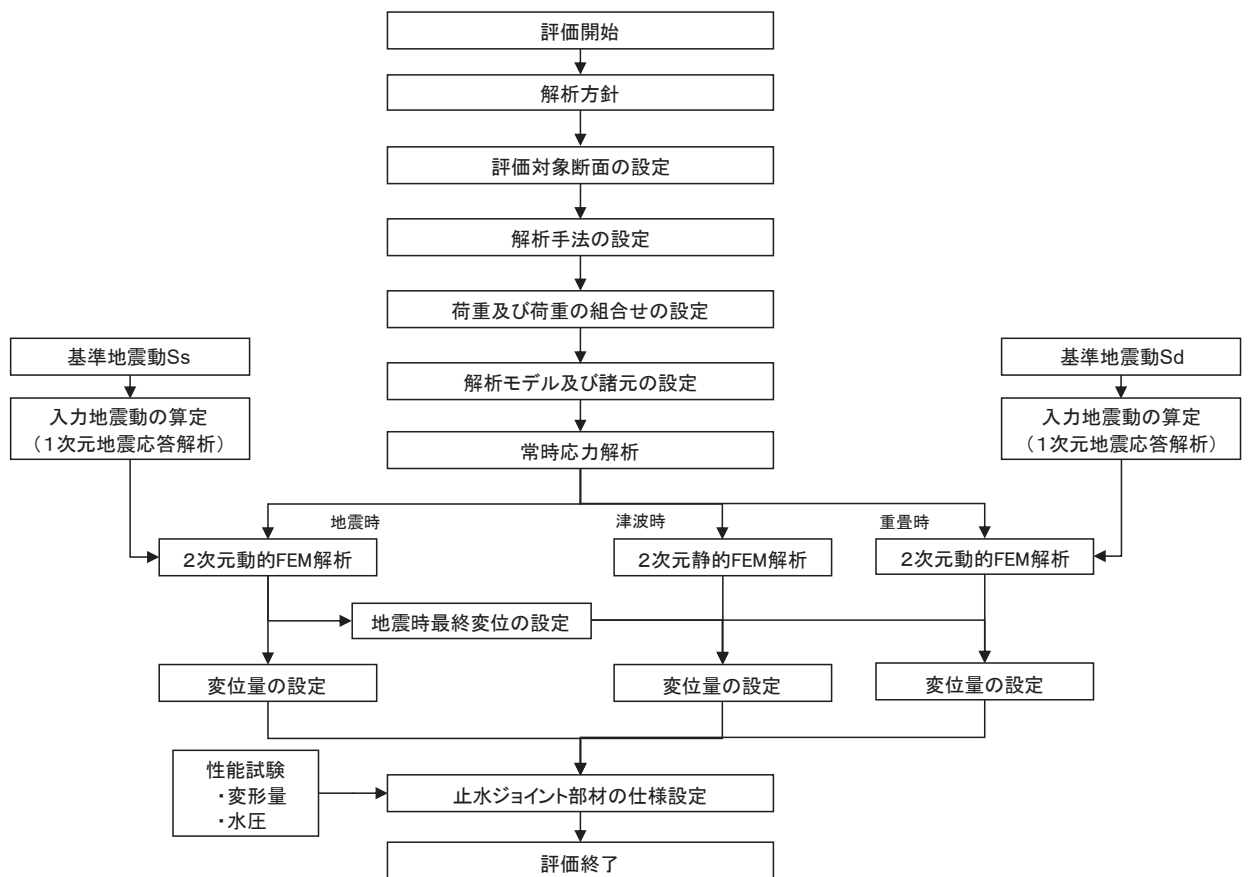 評価開始
解析方針
評価対象断面の設定
解析手法の設定
荷重及び荷重の組合せの設定
基準地震動Ss
基準地震動Sd
解析モデル及び諸元の設定
入力地震動の算定
（1次元地震応答解析）
入力地震動の算定
（1次元地震応答解析）
常時応力解析
地震時
津波時
重畳時
2次元動的FEM解析
2次元静的FEM解析
2次元動的FEM解析
地震時最終変位の設定
変位量の設定
変位量の設定
変位量の設定
性能試験
・変形量
・水圧
止水ジョイント部材の仕様設定
評価終了